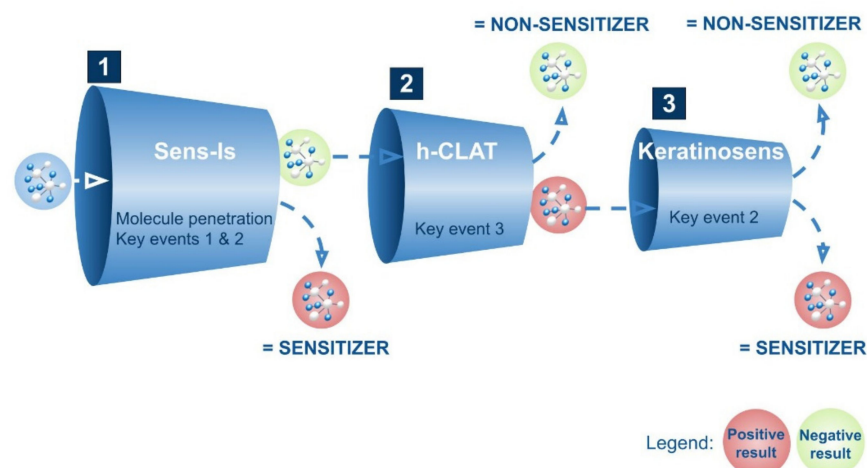 = NON-SENSITIZER
= NON-SENSITIZER
1
2
3
Sens-Is
h-CLAT
Keratinosens
Molecule penetration
Key events 1 & 2
Key event 3
Key event 2
= SENSITIZER
= SENSITIZER
Legend:
Positive
result
Negative
result